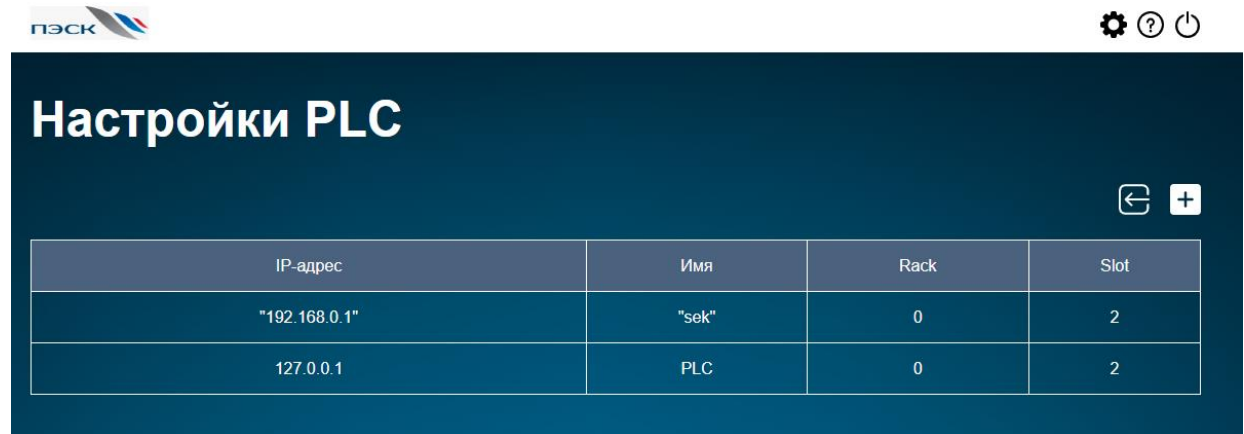 ПЭСК
Настройки PLC
IP-адрес Имя Rack Slot
"192.168.0.1" "sek" 0 2
127.0.0.1 PLC 0 2